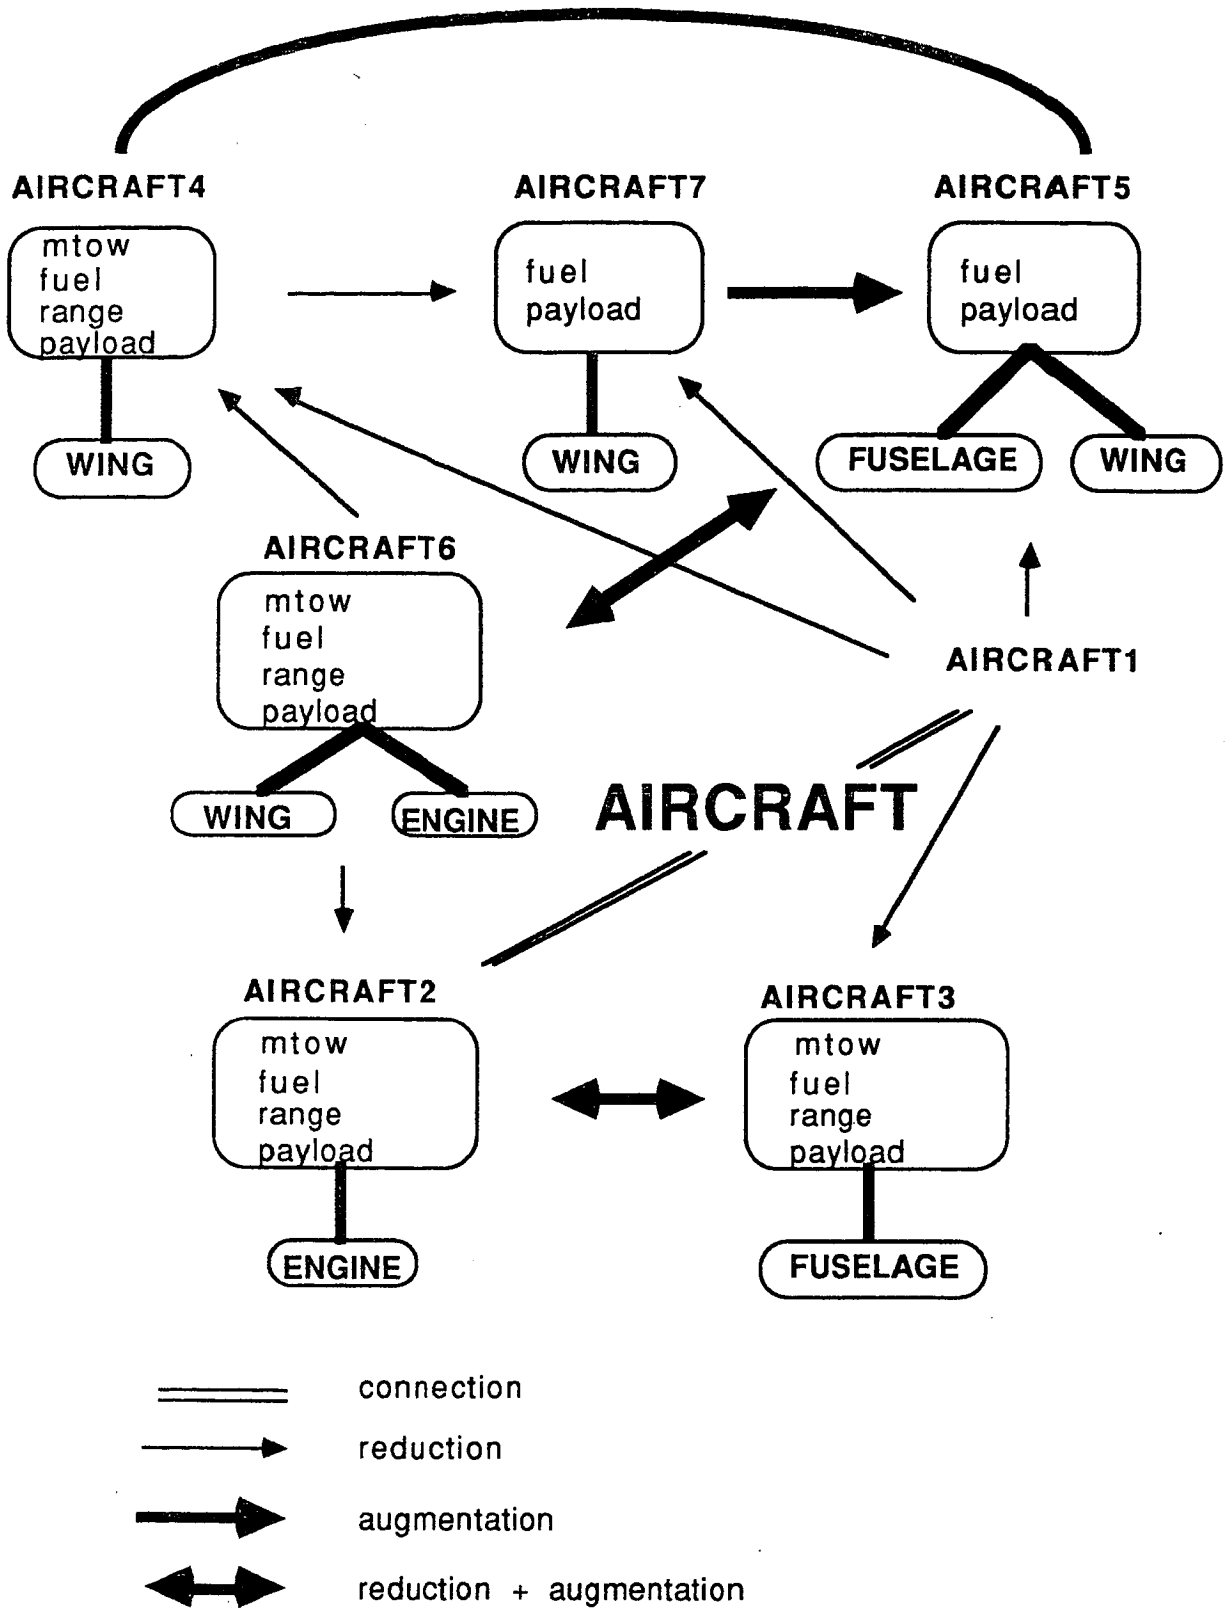 AIRCRAFT4
AIRCRAFT7
AIRCRAFT5
mtow
fuel
range
payload
fuel
payload
fuel
payload
WING
WING
FUSELAGE
WING
AIRCRAFT6
mtow
fuel
range
payload
AIRCRAFT1
WING
ENGINE
AIRCRAFT
AIRCRAFT2
AIRCRAFT3
mtow
fuel
range
payload
mtow
fuel
range
payload
ENGINE
FUSELAGE
connection
reduction
augmentation
reduction + augmentation